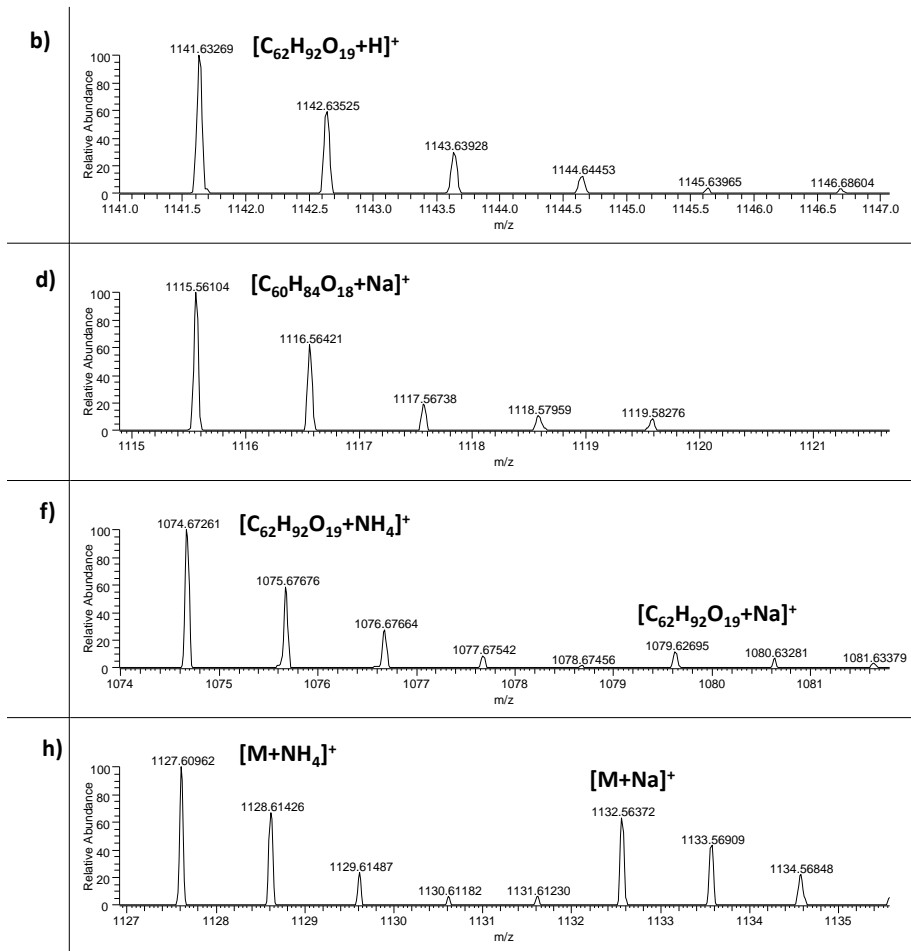 b)
[C₆₂H₉₂O₁₉+H]⁺
1141.63269
1142.63525
1143.63928
1144.64453
1145.63965
1146.68604
Relative Abundance
100
80
60
40
20
0
1141.0 1141.5 1142.0 1142.5 1143.0 1143.5 1144.0 1144.5 1145.0 1145.5 1146.0 1146.5 1147.0
m/z
d)
[C₆₀H₈₄O₁₈+Na]⁺
1115.56104
1116.56421
1117.56738
1118.57959
1119.58276
Relative Abundance
100
80
60
40
20
0
1115 1116 1117 1118 1119 1120 1121
m/z
f)
[C₆₂H₉₂O₁₉+NH₄]⁺
1074.67261
1075.67676
1076.67664
1077.67542
1078.67456
[C₆₂H₉₂O₁₉+Na]⁺
1079.62695
1080.63281
1081.63379
Relative Abundance
100
80
60
40
20
0
1074 1075 1076 1077 1078 1079 1080 1081
m/z
h)
[M+NH₄]⁺
1127.60962
1128.61426
1129.61487
1130.61182
1131.61230
[M+Na]⁺
1132.56372
1133.56909
1134.56848
Relative Abundance
100
80
60
40
20
0
1127 1128 1129 1130 1131 1132 1133 1134 1135
m/z